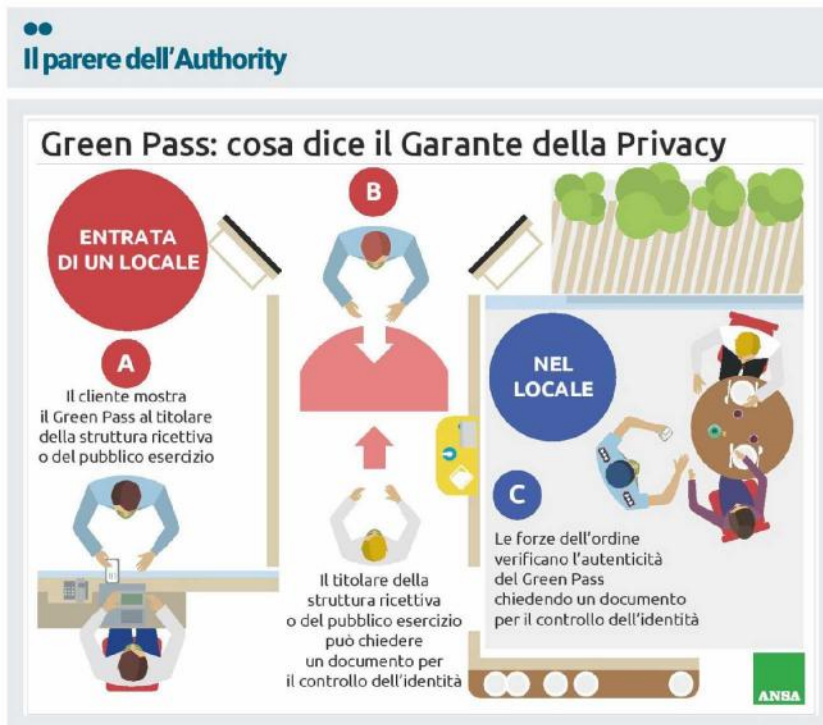 Il parere dell'Authority
Green Pass: cosa dice il Garante della Privacy
ENTRATA
DI UN LOCALE
A
Il cliente mostra
il Green Pass al titolare
della struttura ricettiva
o del pubblico esercizio
B
Il titolare della
struttura ricettiva
o del pubblico esercizio
può chiedere
un documento per
il controllo dell'identità
NEL
LOCALE
C
Le forze dell'ordine
verificano l'autenticità
del Green Pass
chiedendo un documento
per il controllo dell'identità
ANSA